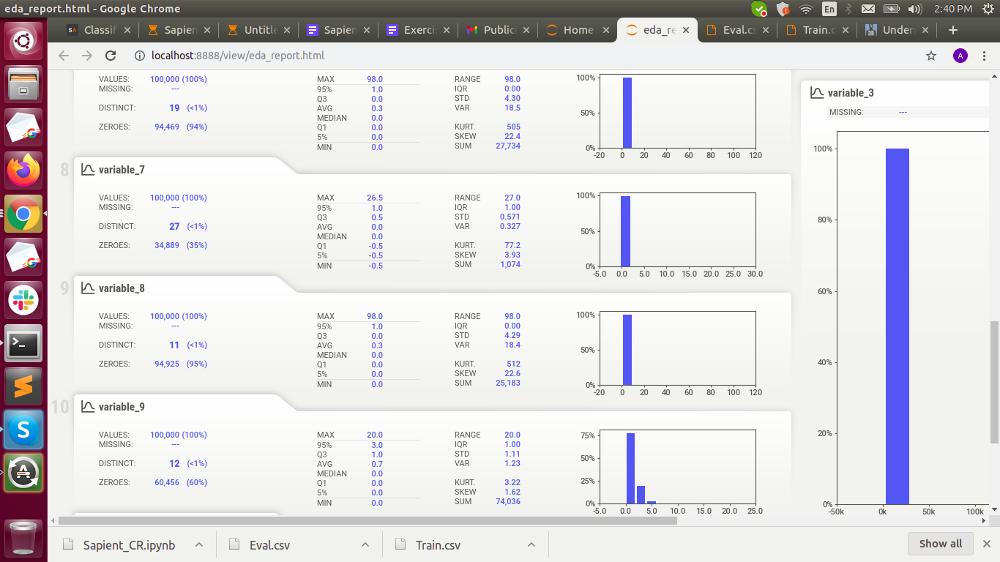 eda_report.html - Google Chrome
En
2:40 PM
SA Classif
Sapien
Untitle
Sapien
Exerci
Publici
Home
eda_re
Eval.cs
Train.c
Under
localhost:8888/view/eda_report.html
A
VALUES: 100,000 (100%)
MISSING: ---
DISTINCT: 19 (<1%)
ZEROES: 94,469 (94%)
MAX 98.0
95% 1.0
Q3 0.0
AVG 0.3
MEDIAN 0.0
Q1 0.0
5% 0.0
MIN 0.0
RANGE 98.0
IQR 0.00
STD 4.30
VAR 18.5
KURT. 505
SKEW 22.4
SUM 27,734
100%
50%
0%
-20 0 20 40 60 80 100 120
8 variable_7
VALUES: 100,000 (100%)
MISSING: ---
DISTINCT: 27 (<1%)
ZEROES: 34,889 (35%)
MAX 26.5
95% 1.0
Q3 0.5
AVG 0.0
MEDIAN 0.0
Q1 -0.5
5% -0.5
MIN -0.5
RANGE 27.0
IQR 1.00
STD 0.571
VAR 0.327
KURT. 77.2
SKEW 3.93
SUM 1,074
100%
50%
0%
-5.0 0.0 5.0 10.0 15.0 20.0 25.0 30.0
9 variable_8
VALUES: 100,000 (100%)
MISSING: ---
DISTINCT: 11 (<1%)
ZEROES: 94,925 (95%)
MAX 98.0
95% 1.0
Q3 0.0
AVG 0.3
MEDIAN 0.0
Q1 0.0
5% 0.0
MIN 0.0
RANGE 98.0
IQR 0.00
STD 4.29
VAR 18.4
KURT. 512
SKEW 22.6
SUM 25,183
100%
50%
0%
-20 0 20 40 60 80 100 120
10 variable_9
VALUES: 100,000 (100%)
MISSING: ---
DISTINCT: 12 (<1%)
ZEROES: 60,456 (60%)
MAX 20.0
95% 3.0
Q3 1.0
AVG 0.7
MEDIAN 0.0
Q1 0.0
5% 0.0
MIN 0.0
RANGE 20.0
IQR 1.00
STD 1.11
VAR 1.23
KURT. 3.22
SKEW 1.62
SUM 74,036
75%
50%
25%
0%
-5.0 0.0 5.0 10.0 15.0 20.0 25.0
variable_3
MISSING: ---
100%
80%
60%
40%
20%
0%
-50k 0k 50k 100k
Sapient_CR.ipynb
Eval.csv
Train.csv
Show all